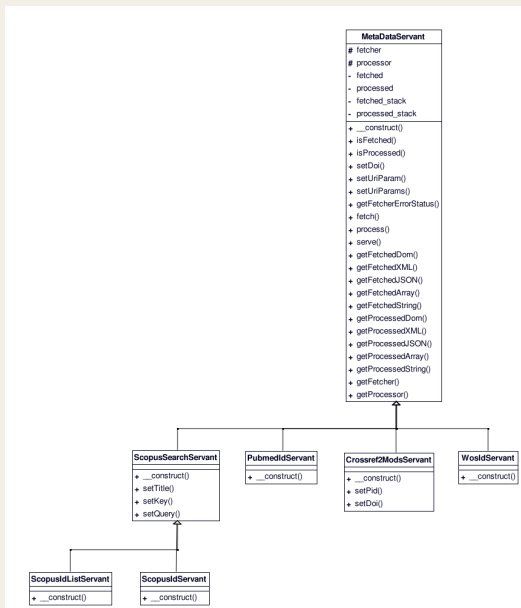 MetaDataServant
# fetcher
# processor
- fetched
- processed
- fetched_stack
- processed_stack
+ __construct()
+ isFetched()
+ isProcessed()
+ setDoi()
+ setUriParam()
+ setUriParams()
+ getFetcherErrorStatus()
+ fetch()
+ process()
+ serve()
+ getFetchedDom()
+ getFetchedXML()
+ getFetchedJSON()
+ getFetchedArray()
+ getFetchedString()
+ getProcessedDom()
+ getProcessedXML()
+ getProcessedJSON()
+ getProcessedArray()
+ getProcessedString()
+ getFetcher()
+ getProcessor()
ScopusSearchServant
+ __construct()
+ setTitle()
+ setKey()
+ setQuery()
PubmedIdServant
+ __construct()
Crossref2ModsServant
+ __construct()
+ setPid()
+ setDoi()
WosIdServant
+ __construct()
ScopusIdListServant
+ __construct()
ScopusIdServant
+ __construct()